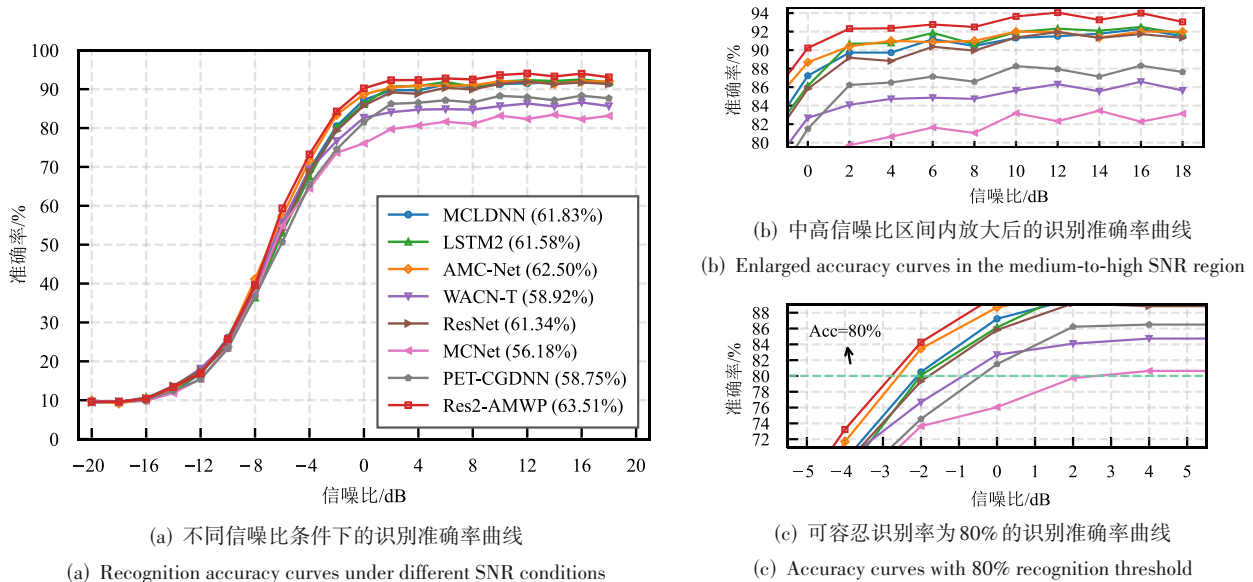 100
90
80
70
60
50
40
30
20
10
0
准确率/%
MCLDNN (61.83%)
LSTM2 (61.58%)
AMC-Net (62.50%)
WACN-T (58.92%)
ResNet (61.34%)
MCNet (56.18%)
PET-CGDNN (58.75%)
Res2-AMWP (63.51%)
−20 −16 −12 −8 −4 0 4 8 12 16 20
信噪比/dB
(a) 不同信噪比条件下的识别准确率曲线
(a) Recognition accuracy curves under different SNR conditions
94
92
90
88
86
84
82
80
准确率/%
0 2 4 6 8 10 12 14 16 18
信噪比/dB
(b) 中高信噪比区间内放大后的识别准确率曲线
(b) Enlarged accuracy curves in the medium-to-high SNR region
88
86
84
82
80
78
76
74
72
准确率/%
Acc=80%
−5 −4 −3 −2 −1 0 1 2 3 4 5
信噪比/dB
(c) 可容忍识别率为80%的识别准确率曲线
(c) Accuracy curves with 80% recognition threshold